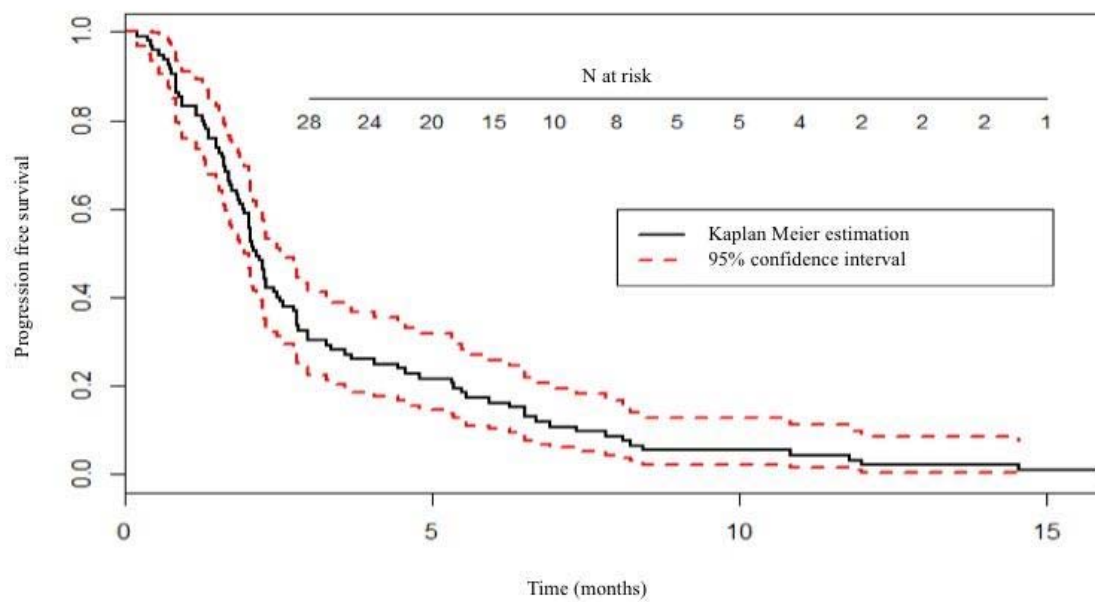 1.0
0.8
0.6
0.4
0.2
0.0
Progression free survival
N at risk
28 24 20 15 10 8 5 5 4 2 2 2 1
Kaplan Meier estimation
95% confidence interval
0 5 10 15
Time (months)